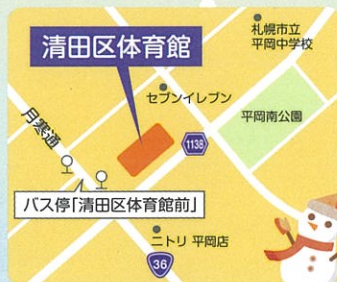 札幌市立
平岡中学校
清田区体育館
セブンイレブン
平岡南公園
月寒通
1138
バス停「清田区体育館前」
ニトリ 平岡店
36